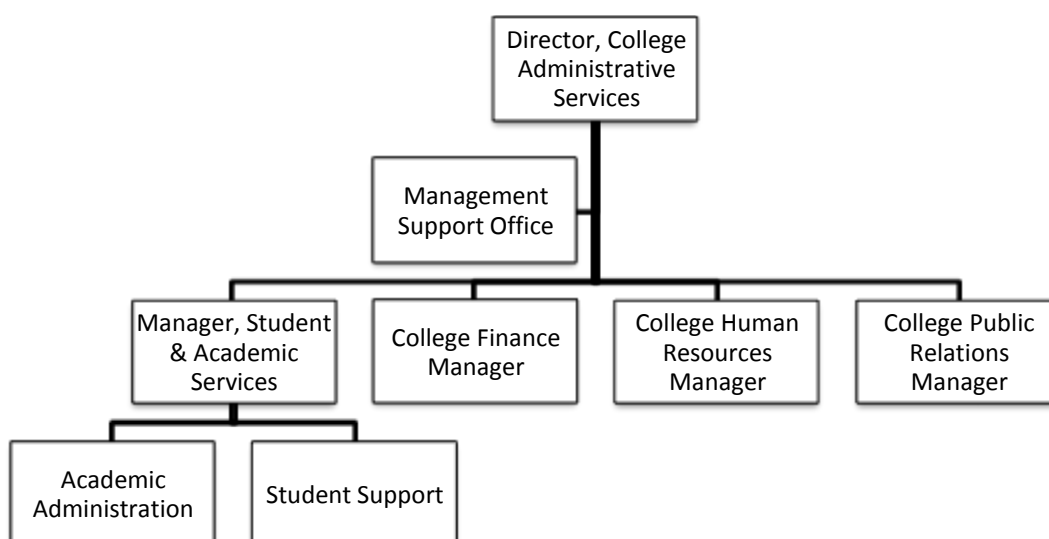 Director, College
Administrative
Services
Management
Support Office
Manager, Student
& Academic
Services
College Finance
Manager
College Human
Resources
Manager
College Public
Relations
Manager
Academic
Administration
Student Support